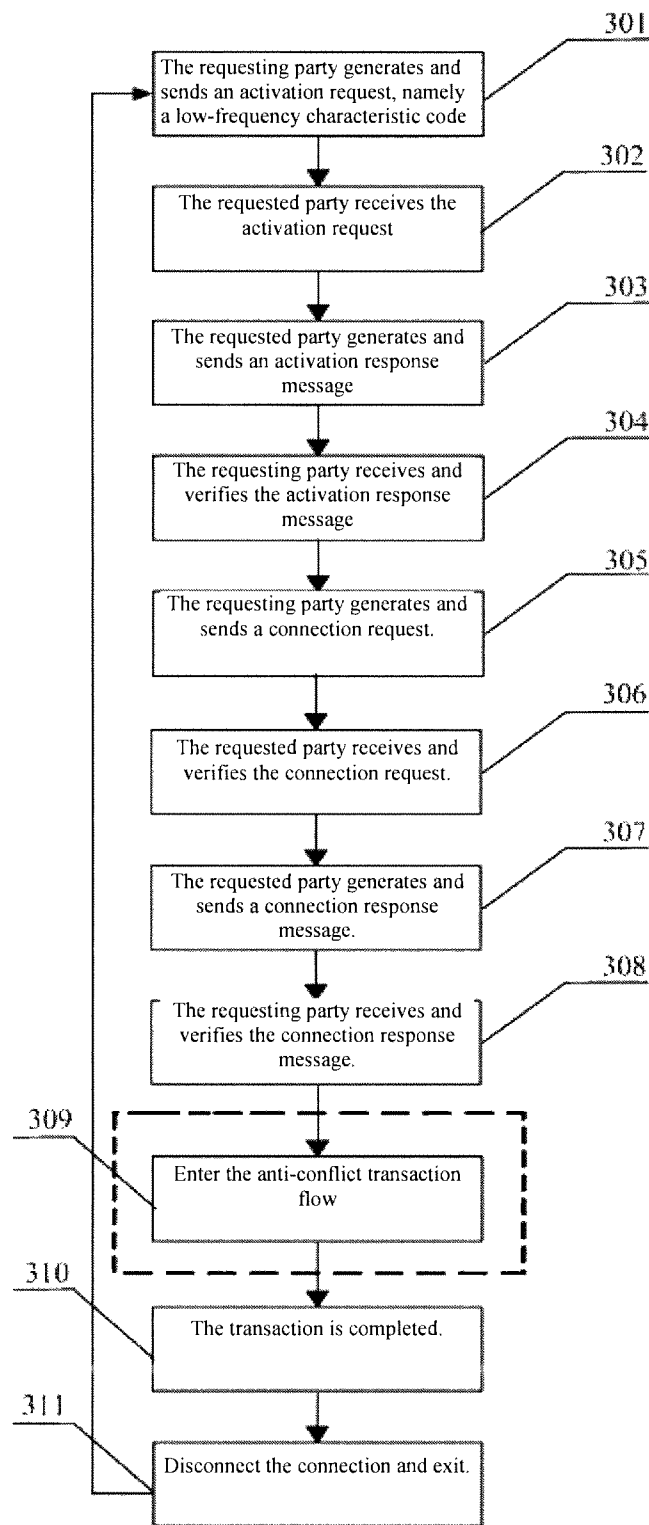 301
The requesting party generates and
sends an activation request, namely
a low-frequency characteristic code
302
The requested party receives the
activation request
303
The requested party generates and
sends an activation response
message
304
The requesting party receives and
verifies the activation response
message
305
The requesting party generates and
sends a connection request.
306
The requested party receives and
verifies the connection request.
307
The requested party generates and
sends a connection response
message.
308
The requesting party receives and
verifies the connection response
message.
309
Enter the anti-conflict transaction
flow
310
The transaction is completed.
311
Disconnect the connection and exit.